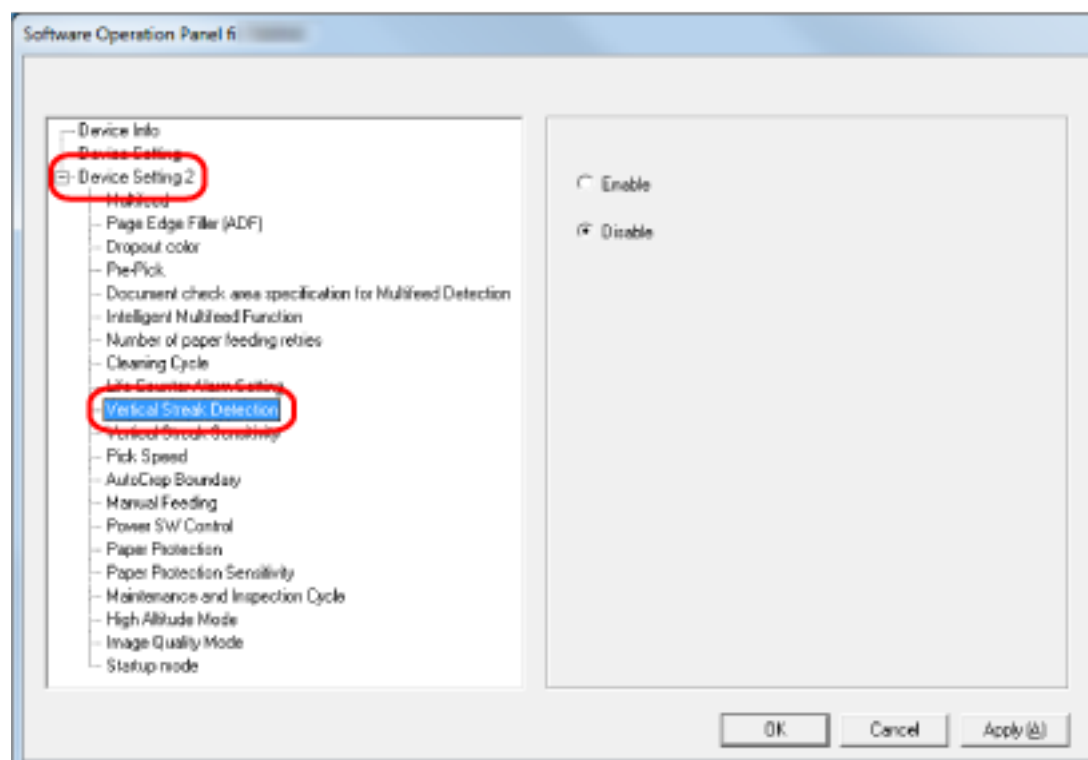 Software Operation Panel fi
Device Info
Device Setting
Device Setting 2
Multifeed
Page Edge Filler (ADF)
Dropout color
Pre-Pick
Document check area specification for Multifeed Detection
Intelligent Multifeed Function
Number of paper feeding retries
Cleaning Cycle
Life Counter Alarm Setting
Vertical Streak Detection
Vertical Streak Sensitivity
Pick Speed
AutoCrop Boundary
Manual Feeding
Power SW Control
Paper Protection
Paper Protection Sensitivity
Maintenance and Inspection Cycle
High Altitude Mode
Image Quality Mode
Startup mode
Enable
Disable
OK
Cancel
Apply (A)